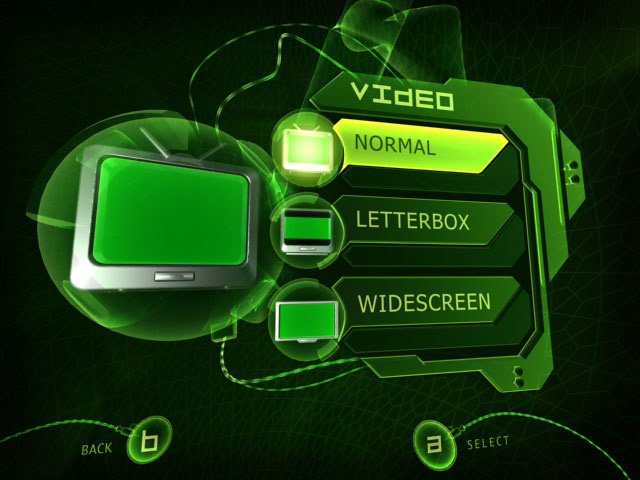 VIdEO
NORMAL
LETTERBOX
WIDESCREEN
BACK b
a SELECT